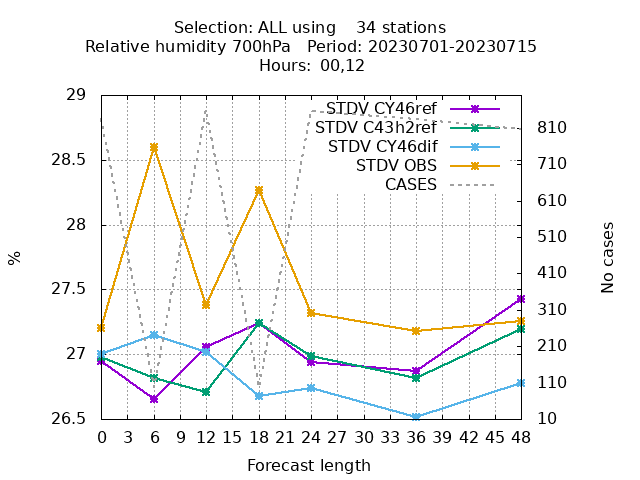 Selection: ALL using    34 stations
Relative humidity 700hPa   Period: 20230701-20230715
Hours: 00,12
STDV CY46ref
STDV C43h2ref
STDV CY46dif
STDV OBS
CASES
29
28.5
28
27.5
27
26.5
%
810
710
610
510
410
310
210
110
10
No cases
0 3 6 9 12 15 18 21 24 27 30 33 36 39 42 45 48
Forecast length